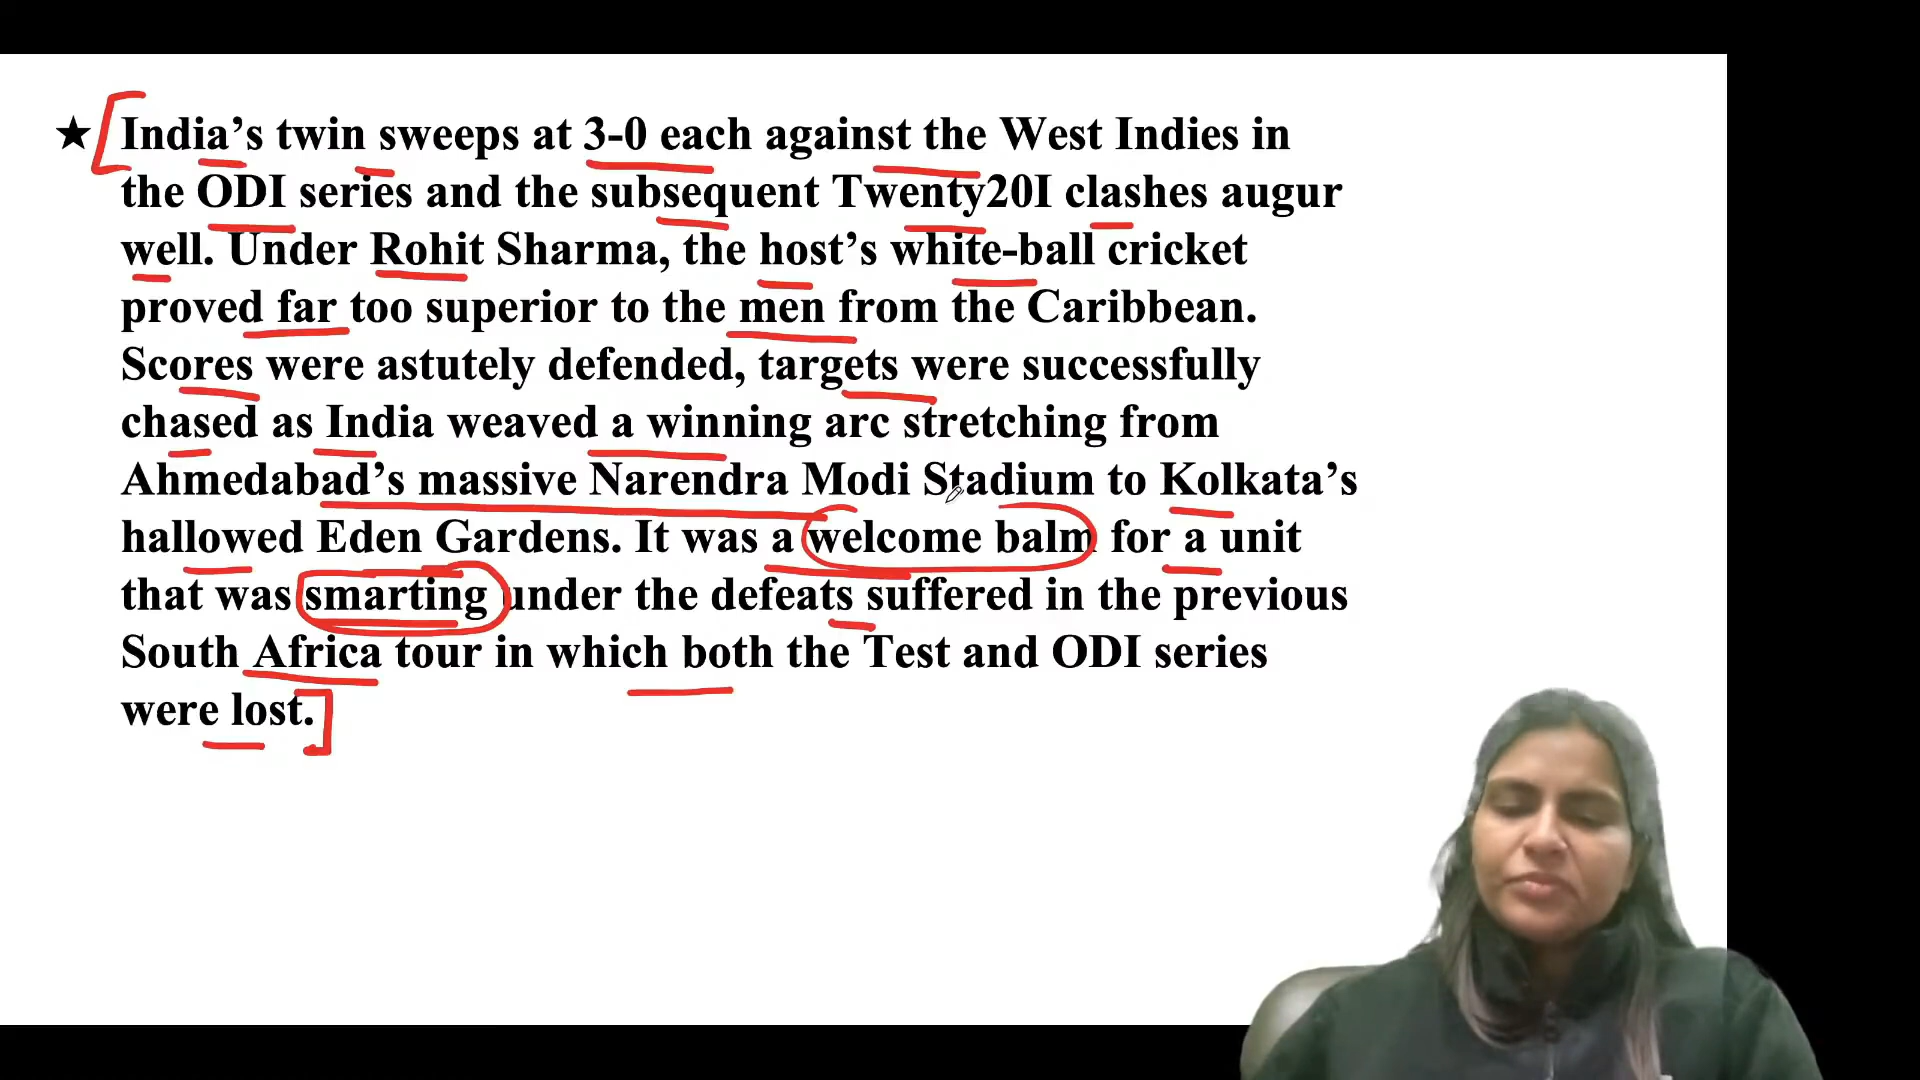 ★ India’s twin sweeps at 3-0 each against the West Indies in
the ODI series and the subsequent Twenty20I clashes augur
well. Under Rohit Sharma, the host’s white-ball cricket
proved far too superior to the men from the Caribbean.
Scores were astutely defended, targets were successfully
chased as India weaved a winning arc stretching from
Ahmedabad’s massive Narendra Modi Stadium to Kolkata’s
hallowed Eden Gardens. It was a welcome balm for a unit
that was smarting under the defeats suffered in the previous
South Africa tour in which both the Test and ODI series
were lost.